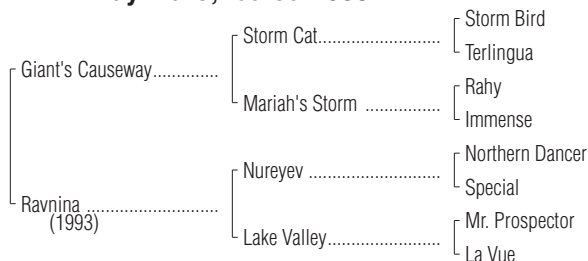 Storm Bird
Storm Cat
Terlingua
Giant's Causeway
Rahy
Mariah's Storm
Immense
Northern Dancer
Nureyev
Special
Ravnina
(1993)
Mr. Prospector
Lake Valley
La Vue